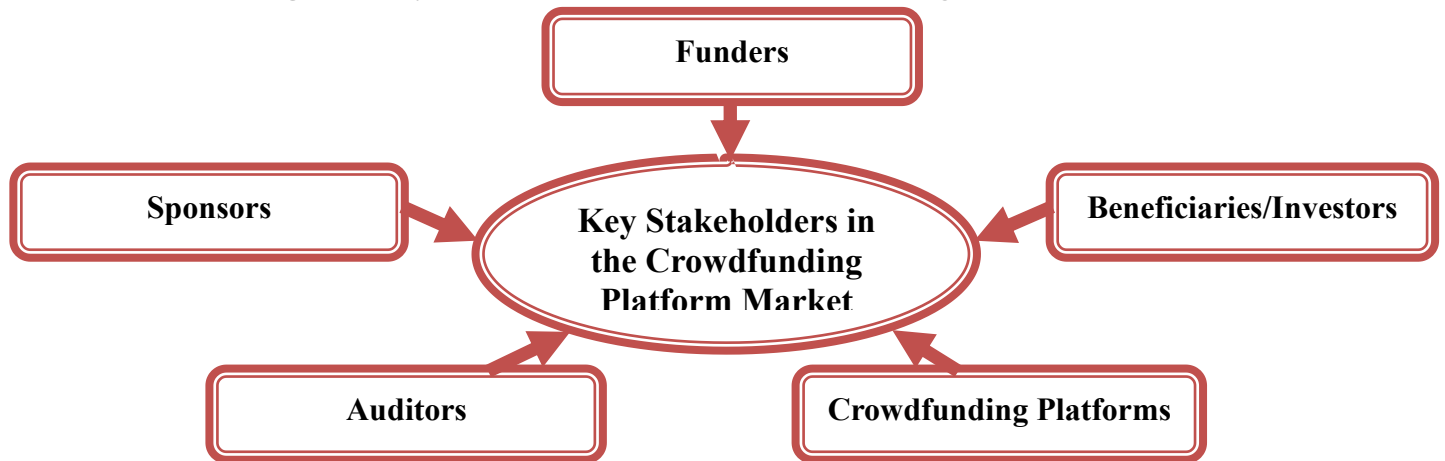 Funders
Sponsors
Beneficiaries/Investors
Key Stakeholders in
the Crowdfunding
Platform Market
Auditors
Crowdfunding Platforms